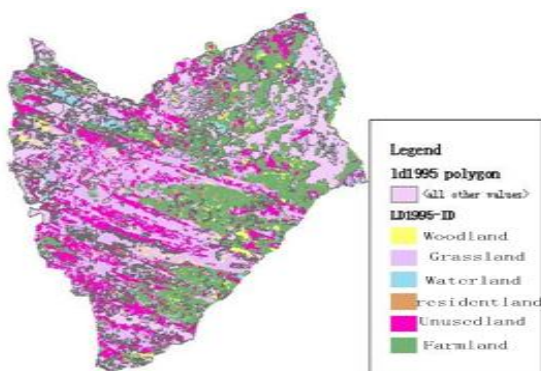 Legend
ld1995 polygon
<all other values>
LD1995-ID
Woodland
Grassland
Waterland
residentland
Unusedland
Farmland